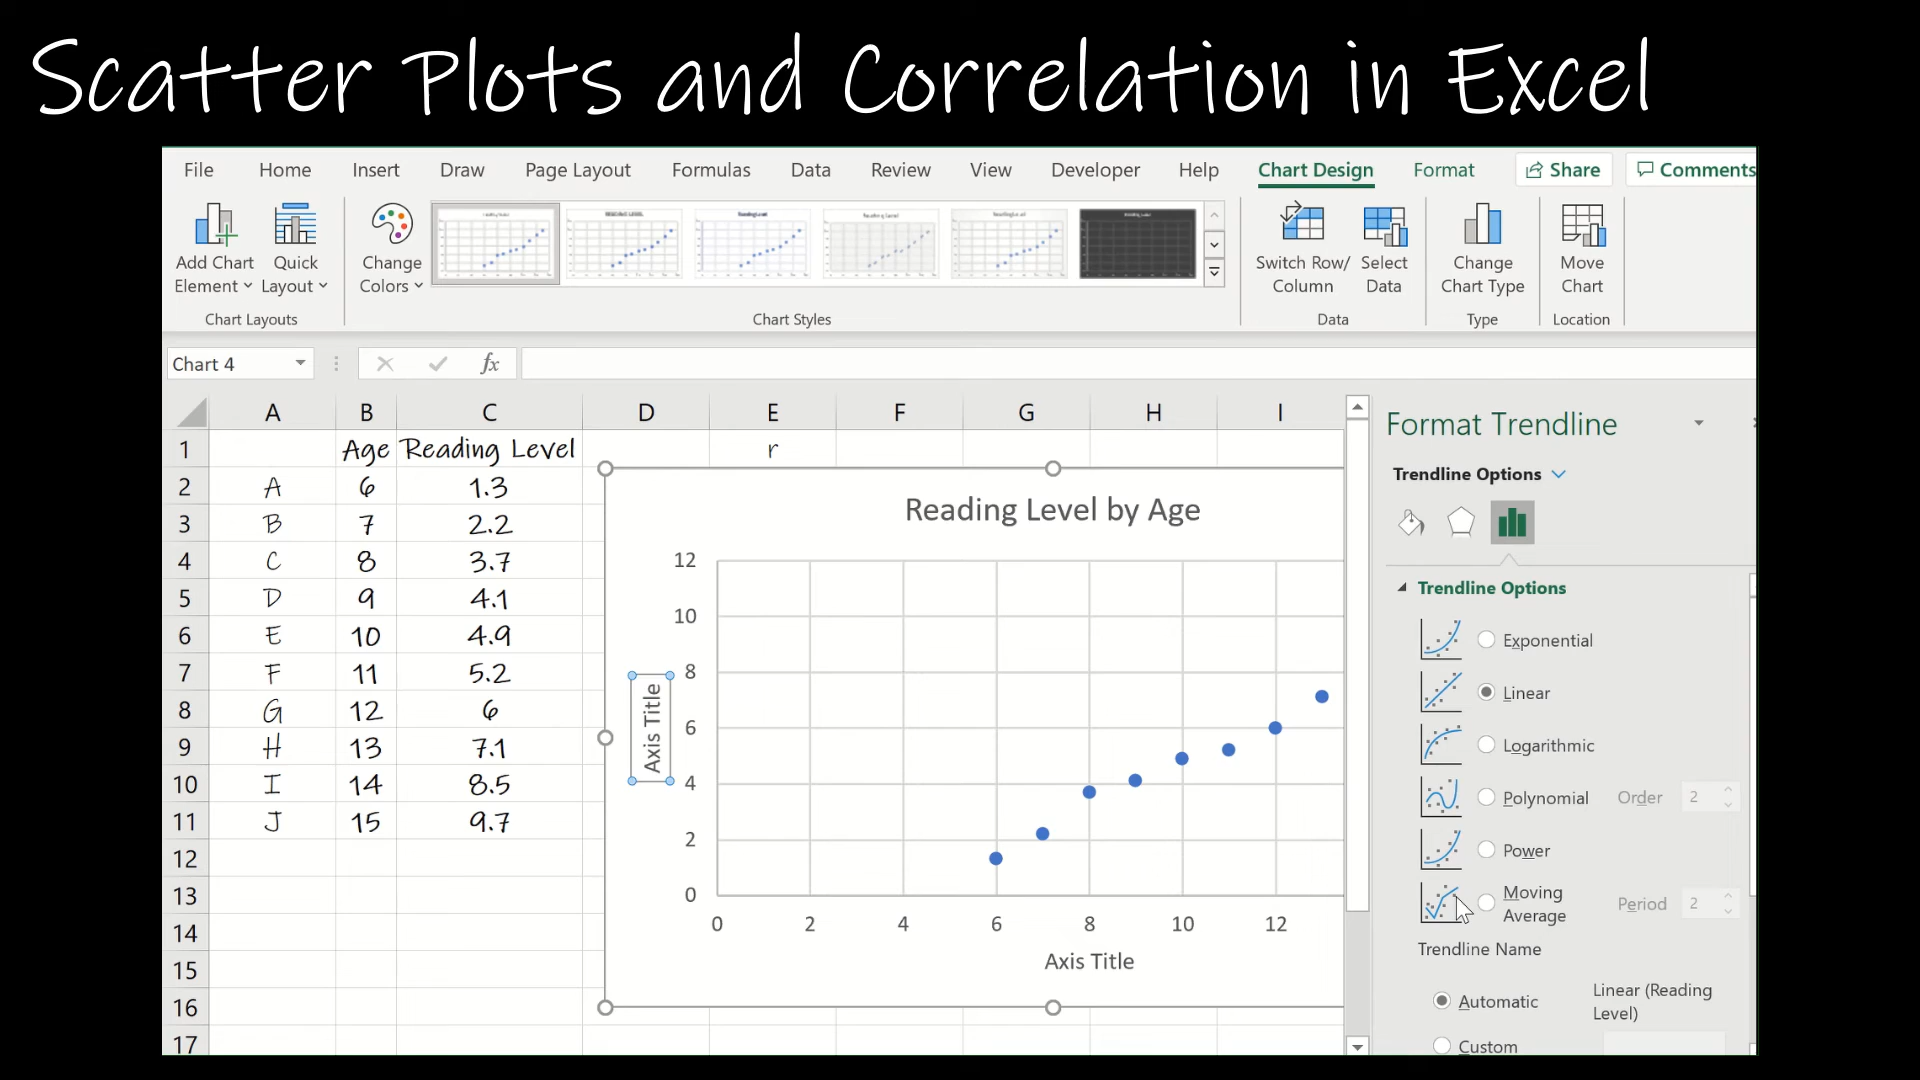 Scatter Plots and Correlation in Excel
File Home Insert Draw Page Layout Formulas Data Review View Developer Help Chart Design Format Share Comments
Add Chart Element Quick Layout Change Colors Switch Row/ Column Select Data Change Chart Type Move Chart
Chart Layouts Chart Styles Data Type Location
Chart 4 fx
A B C D E F G H I
1 Age Reading Level r
2 A 6 1.3
3 B 7 2.2
4 C 8 3.7
5 D 9 4.1
6 E 10 4.9
7 F 11 5.2
8 G 12 6
9 H 13 7.1
10 I 14 8.5
11 J 15 9.7
12
13
14
15
16
17
Reading Level by Age
12
10
8
6
4
2
0
Axis Title
0 2 4 6 8 10 12
Axis Title
Format Trendline
Trendline Options
Trendline Options
Exponential
Linear
Logarithmic
Polynomial Order 2
Power
Moving Average Period 2
Trendline Name
Automatic Linear (Reading Level)
Custom